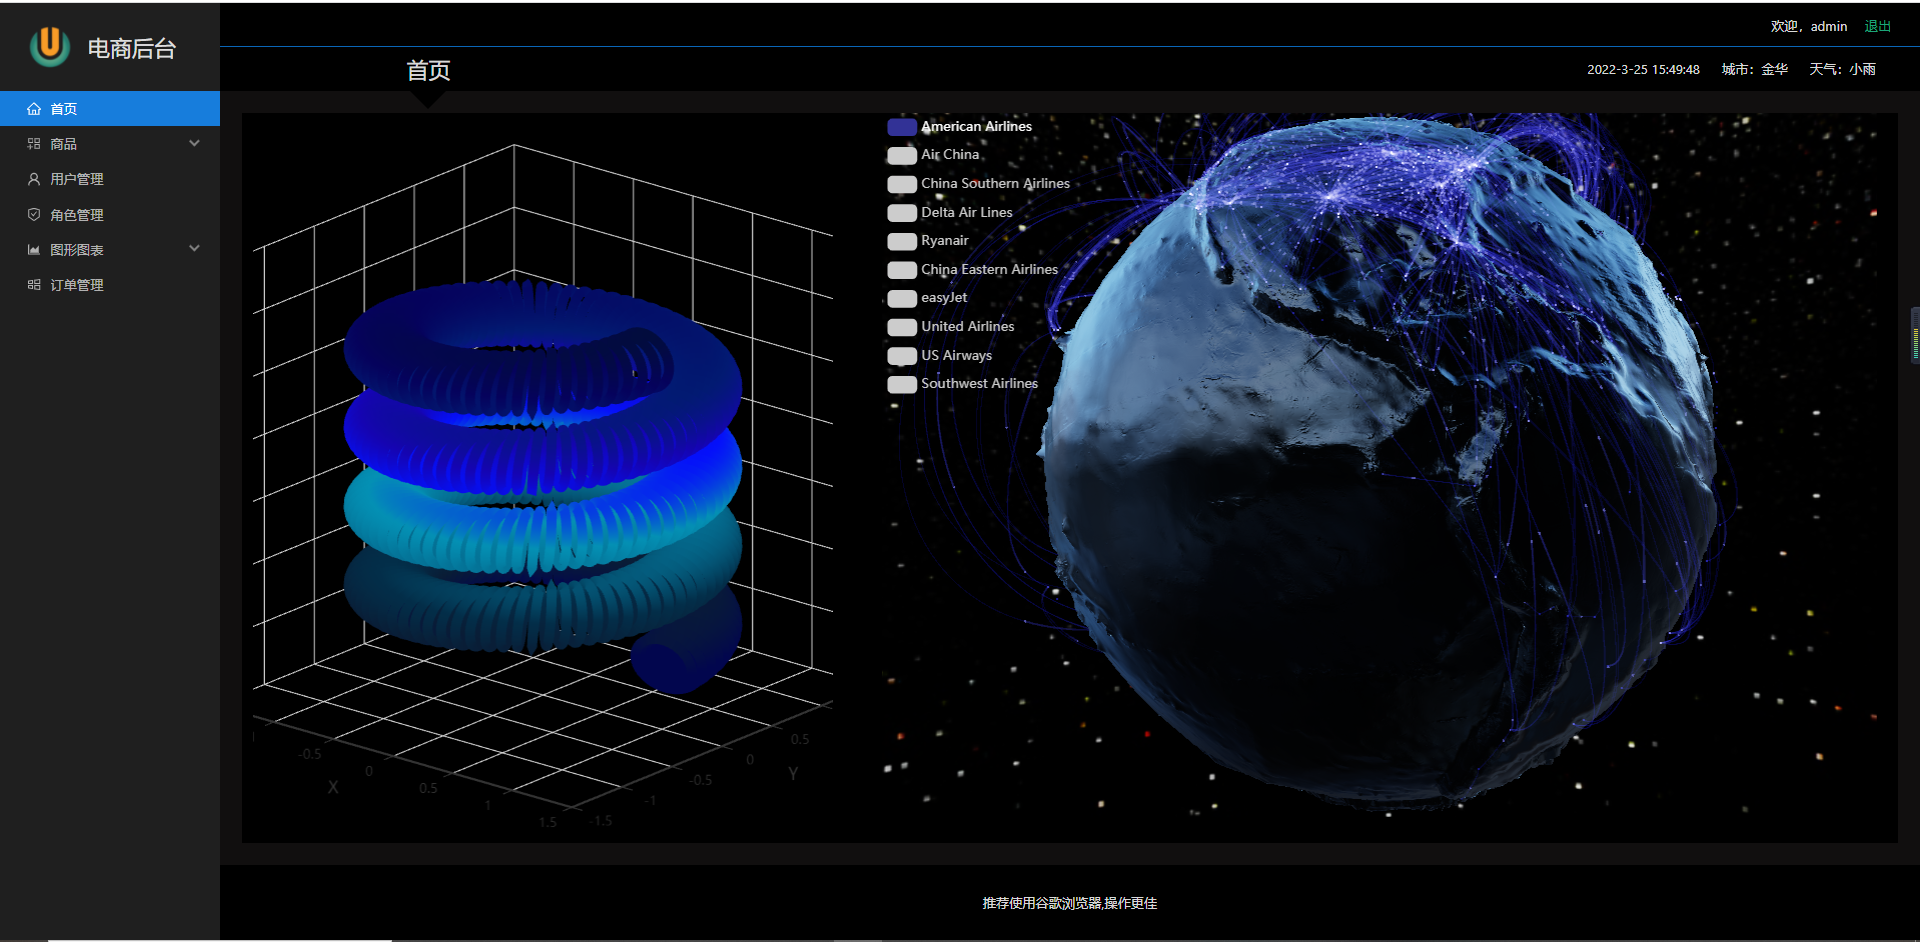 电商后台
欢迎，admin 退出
首页
2022-3-25 15:49:48 城市：金华 天气：小雨
首页
商品
用户管理
角色管理
图形图表
订单管理
American Airlines
Air China
China Southern Airlines
Delta Air Lines
Ryanair
China Eastern Airlines
easyJet
United Airlines
US Airways
Southwest Airlines
-0.5
0
0.5
1
1.5
X
-1.5
-1
-0.5
0
0.5
Y
推荐使用谷歌浏览器,操作更佳